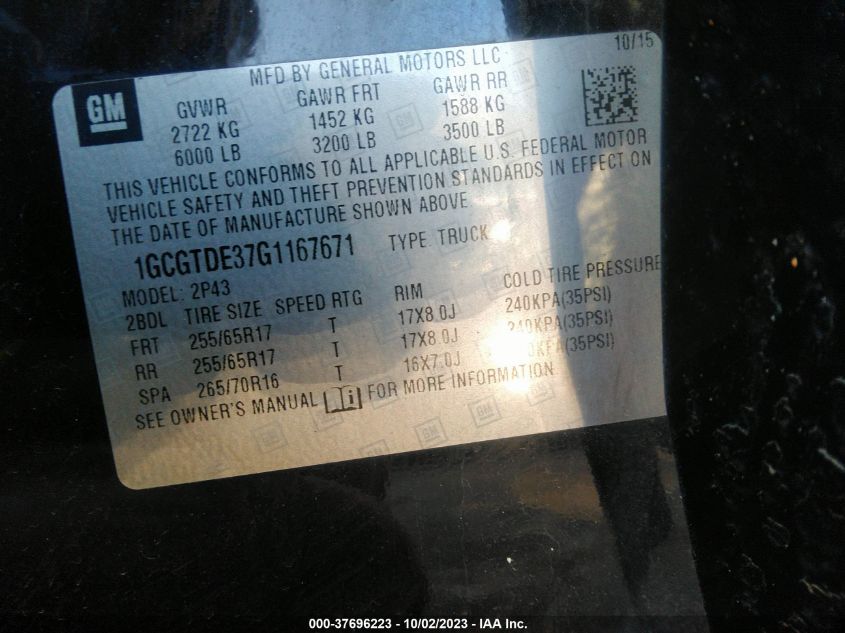 10/15
MFD BY GENERAL MOTORS LLC
GM
GVWR GAWR FRT GAWR RR
2722 KG 1452 KG 1588 KG
6000 LB 3200 LB 3500 LB
THIS VEHICLE CONFORMS TO ALL APPLICABLE U.S. FEDERAL MOTOR
VEHICLE SAFETY AND THEFT PREVENTION STANDARDS IN EFFECT ON
THE DATE OF MANUFACTURE SHOWN ABOVE
1GCGTDE37G1167671 TYPE: TRUCK
MODEL: 2P43
2BDL TIRE SIZE SPEED RTG RIM COLD TIRE PRESSURE
FRT 255/65R17 T 17X8.0J 240KPA(35PSI)
RR 255/65R17 T 17X8.0J 240KPA(35PSI)
SPA 265/70R16 T 16X7.0J KPA(35PSI)
SEE OWNER'S MANUAL FOR MORE INFORMATION
000-37696223 - 10/02/2023 - IAA Inc.